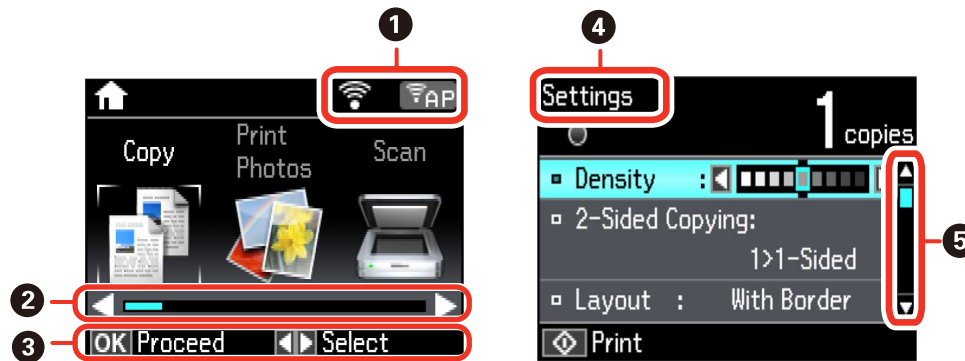 1
4
AP
Settings
1 copies
Copy
Print
Photos
Scan
Density :
2-Sided Copying:
1>1-Sided
5
2
Layout : With Border
3
OK Proceed Select
Print